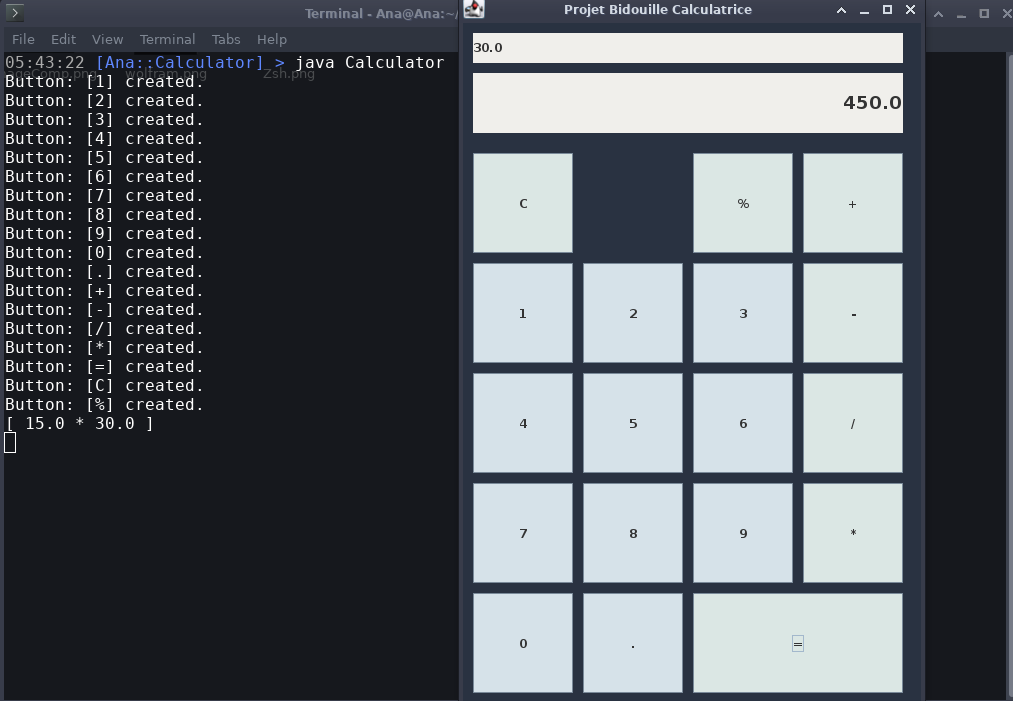 Terminal - Ana@Ana:~/
File Edit View Terminal Tabs Help
05:43:22 [Ana::Calculator] > java Calculator
wolfram.png Zsh.png
Button: [1] created.
Button: [2] created.
Button: [3] created.
Button: [4] created.
Button: [5] created.
Button: [6] created.
Button: [7] created.
Button: [8] created.
Button: [9] created.
Button: [0] created.
Button: [.] created.
Button: [+] created.
Button: [-] created.
Button: [/] created.
Button: [*] created.
Button: [=] created.
Button: [C] created.
Button: [%] created.
[ 15.0 * 30.0 ]
Projet Bidouille Calculatrice
30.0
450.0
C % +
1 2 3 -
4 5 6 /
7 8 9 *
0 . =